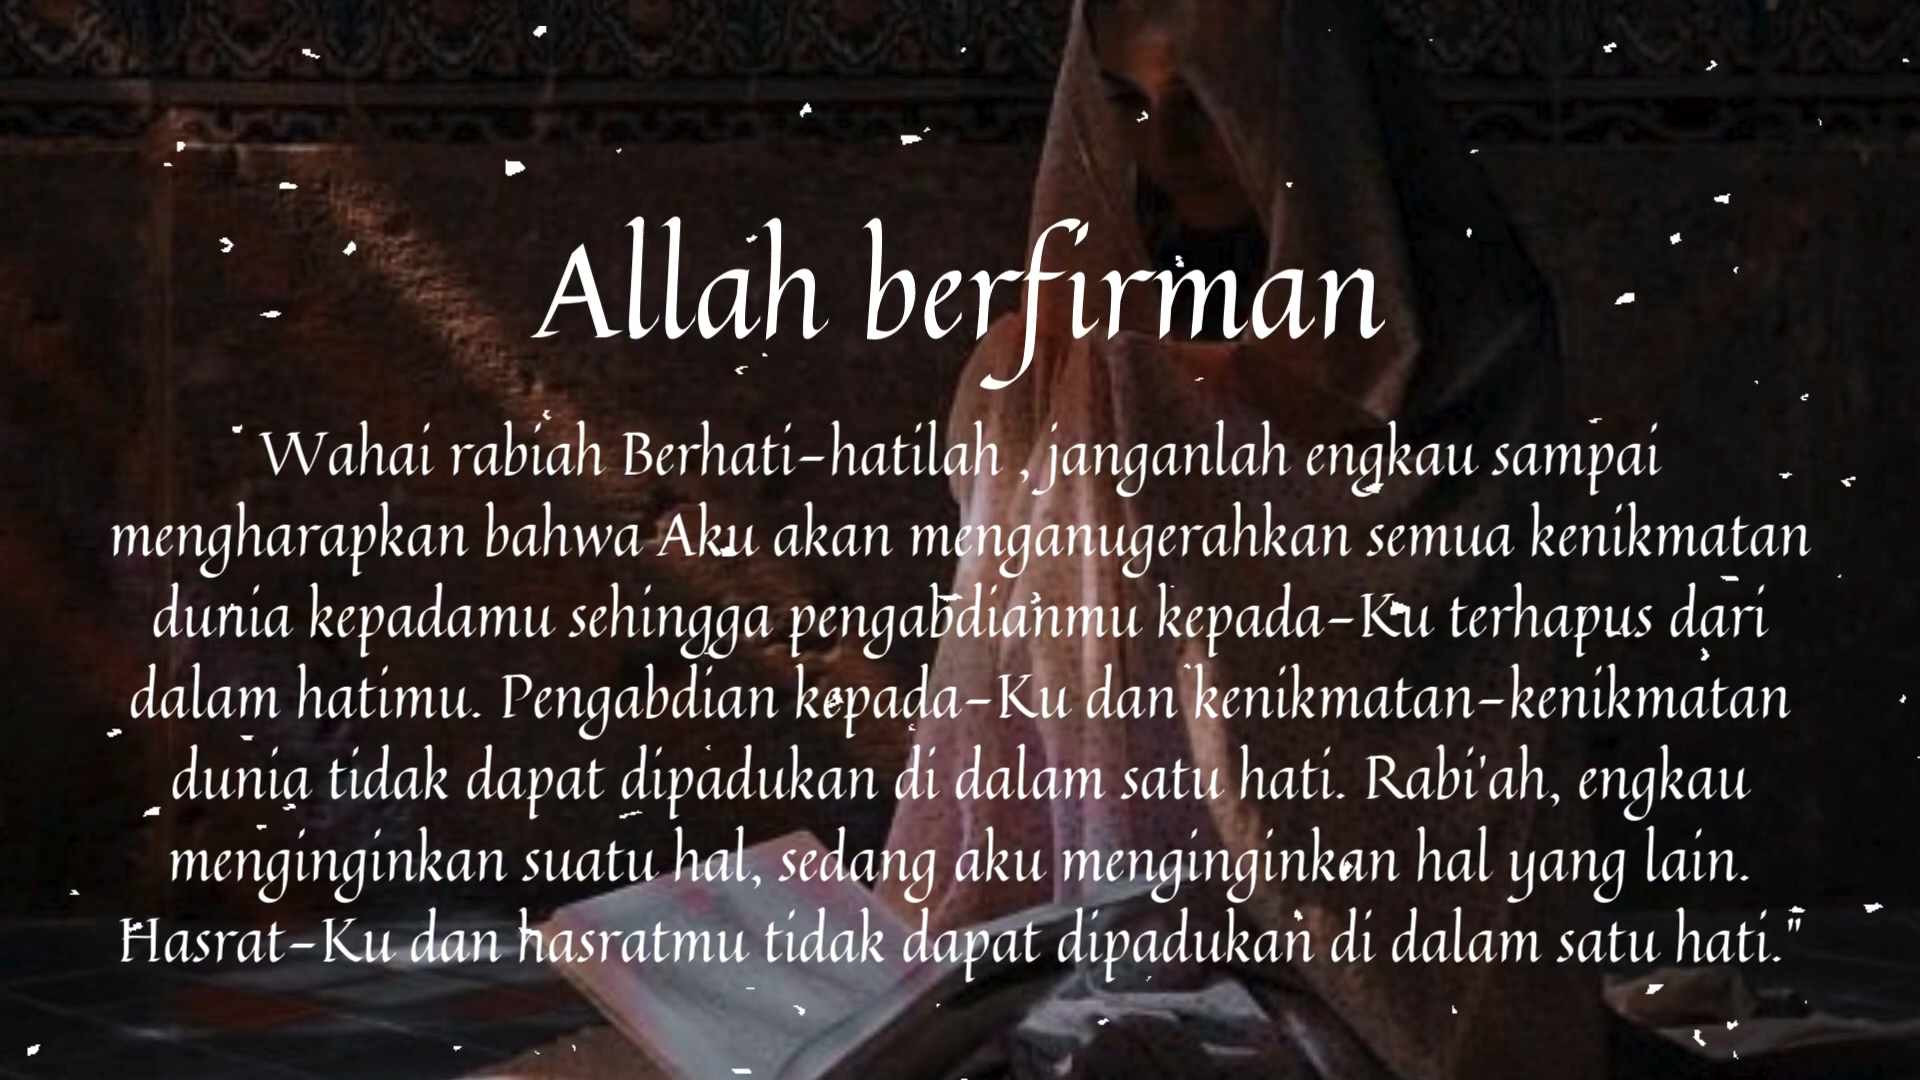 Allah berfirman
"Wahai rabiah Berhati-hatilah , janganlah engkau sampai
mengharapkan bahwa Aku akan menganugerahkan semua kenikmatan
dunia kepadamu sehingga pengabdianmu kepada-Ku terhapus dari
dalam hatimu. Pengabdian kepada-Ku dan kenikmatan-kenikmatan
dunia tidak dapat dipadukan di dalam satu hati. Rabi'ah, engkau
menginginkan suatu hal, sedang aku menginginkan hal yang lain.
Hasrat-Ku dan hasratmu tidak dapat dipadukan di dalam satu hati."